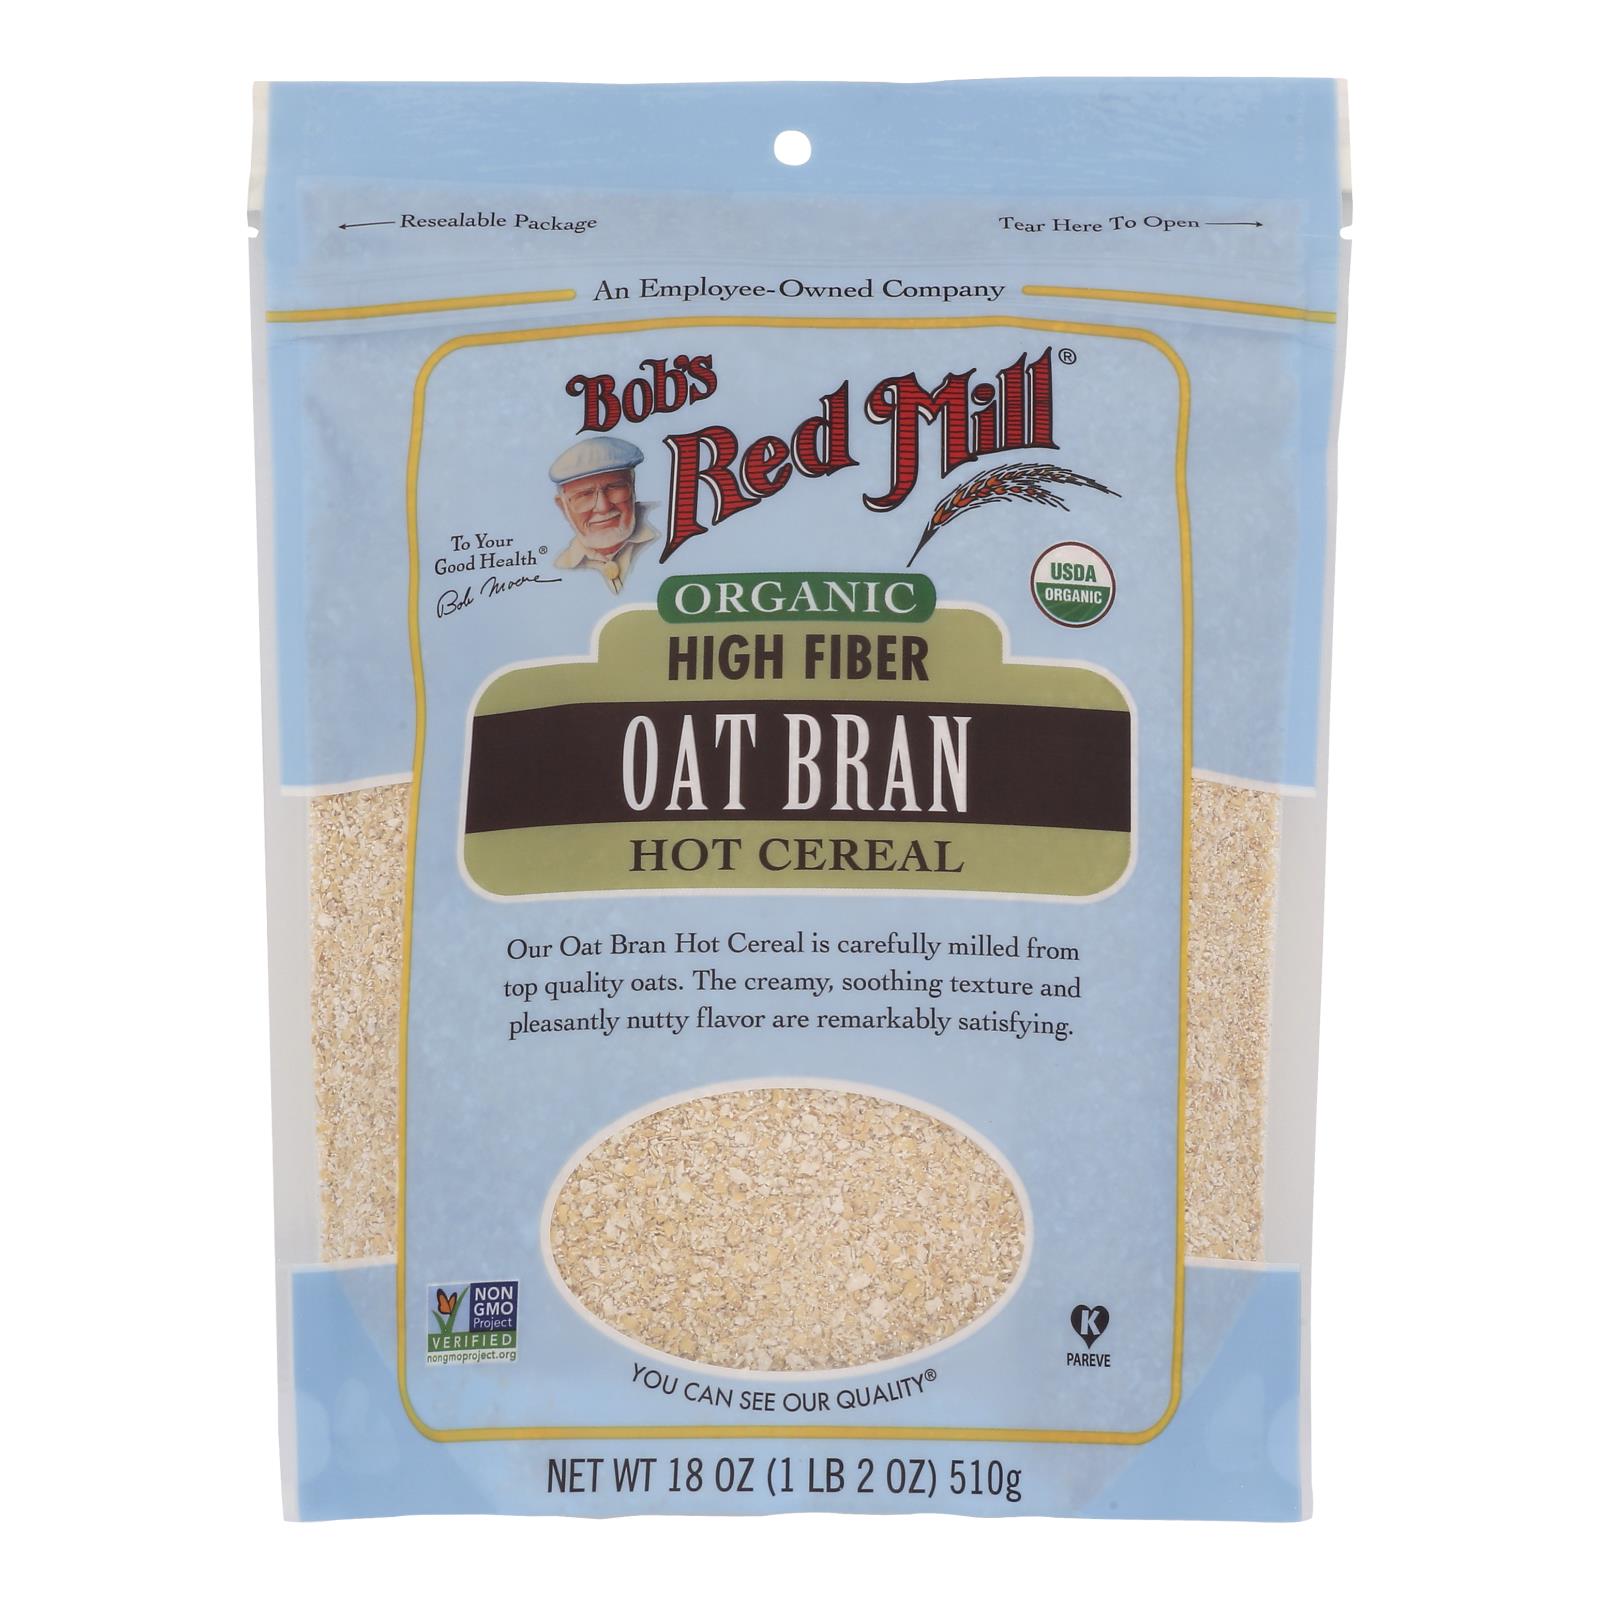 Resealable Package
Tear Here To Open
An Employee-Owned Company
Bob's
Red Mill®
To Your
Good Health®
Bob Moore
USDA
ORGANIC
ORGANIC
HIGH FIBER
OAT BRAN
HOT CEREAL
Our Oat Bran Hot Cereal is carefully milled from
top quality oats. The creamy, soothing texture and
pleasantly nutty flavor are remarkably satisfying.
NON
GMO
Project
VERIFIED
nongmoproject.org
K
PAREVE
YOU CAN SEE OUR QUALITY®
NET WT 18 OZ (1 LB 2 OZ) 510g